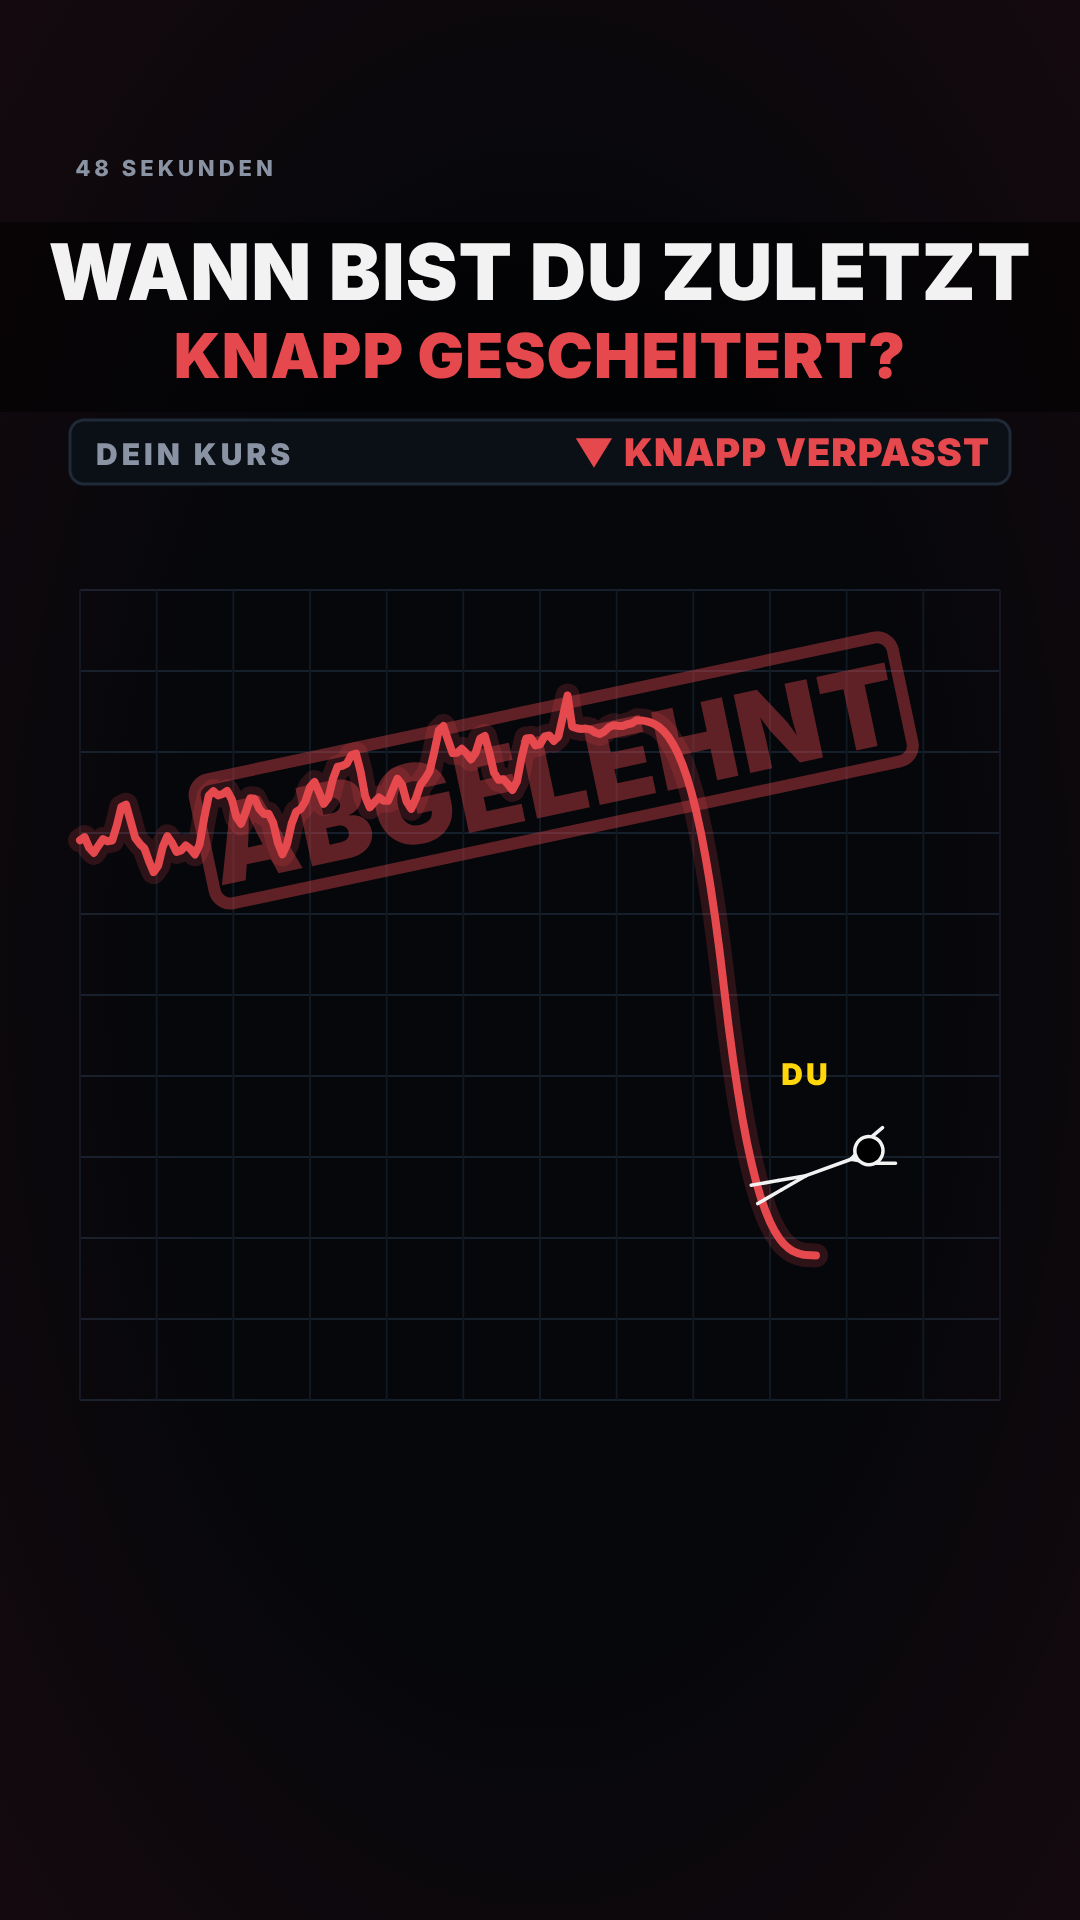 48 SEKUNDEN
WANN BIST DU ZULETZT
KNAPP GESCHEITERT?
DEIN KURS
▼ KNAPP VERPASST
ABGELEHNT
DU